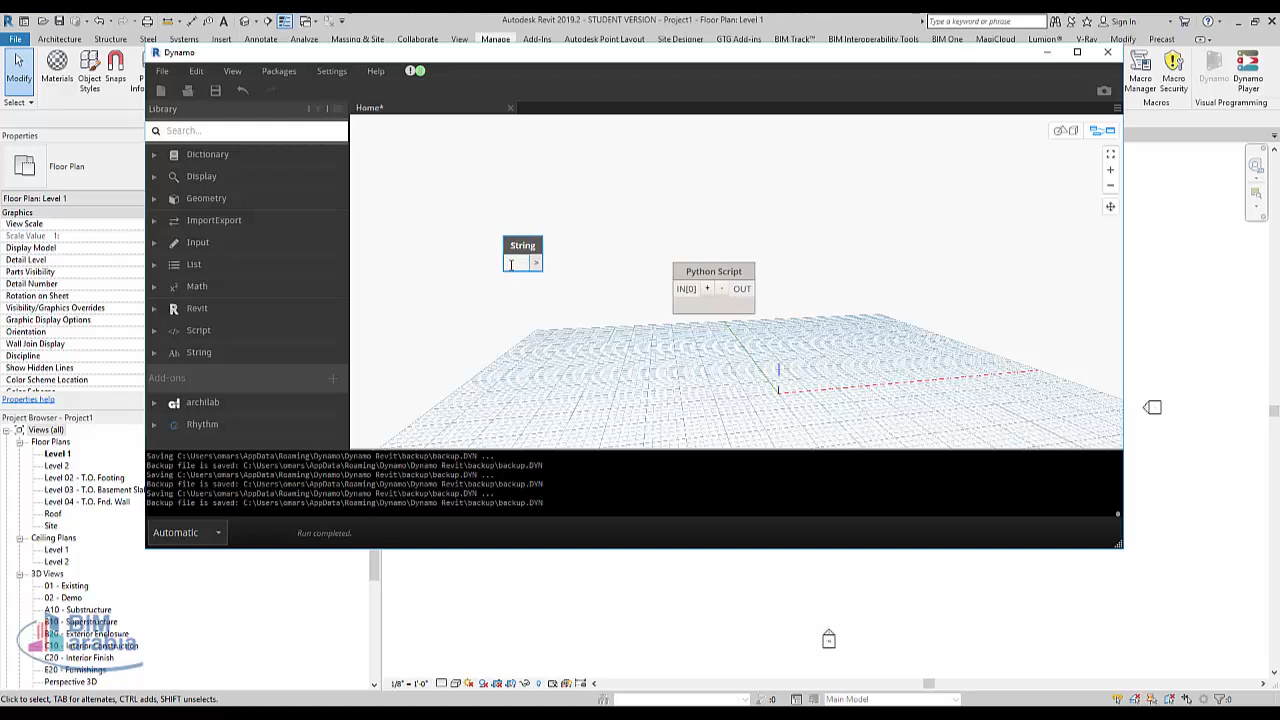 Autodesk Revit 2019.2 - STUDENT VERSION - Project1 - Floor Plan: Level 1
Type a keyword or phrase
Sign In
File Architecture Structure Steel Systems Insert Annotate Analyze Massing & Site Collaborate View Manage Add-Ins Autodesk Point Layout Site Designer GTG Add-ins BIM Track™ BIM Interoperability Tools BIM One MagiCloud Lumion® V-Ray Modify Precast
Modify
Materials
Object Styles
Snaps
Select
Macro Manager
Macro Security
Macros
Dynamo
Dynamo Player
Visual Programming
Dynamo
File Edit View Packages Settings Help
Library
Home*
Search...
Dictionary
Display
Geometry
ImportExport
Input
List
Math
Revit
Script
String
Add-ons
archilab
Rhythm
String
>
Python Script
IN[0] + - OUT
Saving C:\Users\omars\AppData\Roaming\Dynamo\Dynamo Revit\backup\backup.DYN ...
Backup file is saved: C:\Users\omars\AppData\Roaming\Dynamo\Dynamo Revit\backup\backup.DYN
Saving C:\Users\omars\AppData\Roaming\Dynamo\Dynamo Revit\backup\backup.DYN ...
Backup file is saved: C:\Users\omars\AppData\Roaming\Dynamo\Dynamo Revit\backup\backup.DYN
Saving C:\Users\omars\AppData\Roaming\Dynamo\Dynamo Revit\backup\backup.DYN ...
Backup file is saved: C:\Users\omars\AppData\Roaming\Dynamo\Dynamo Revit\backup\backup.DYN
Automatic
Run completed.
Properties
Floor Plan
Floor Plan: Level 1
Graphics
View Scale
Scale Value 1:
Display Model
Detail Level
Parts Visibility
Detail Number
Rotation on Sheet
Visibility/Graphics Overrides
Graphic Display Options
Orientation
Wall Join Display
Discipline
Show Hidden Lines
Color Scheme Location
Properties help
Project Browser - Project1
Views (all)
Floor Plans
Level 1
Level 2
Level 02 - T.O. Footing
Level 03 - T.O. Basement Slab
Level 04 - T.O. Fnd. Wall
Roof
Site
Ceiling Plans
Level 1
Level 2
3D Views
01 - Existing
02 - Demo
A10 - Substructure
B10 - Superstructure
B20 - Exterior Enclosure
C10 - Interior Construction
C20 - Interior Finish
E20 - Furnishings
Perspective 3D
BIM
arabia
1/8" = 1'-0"
Click to select, TAB for alternates, CTRL adds, SHIFT unselects.
:0
Main Model
:0